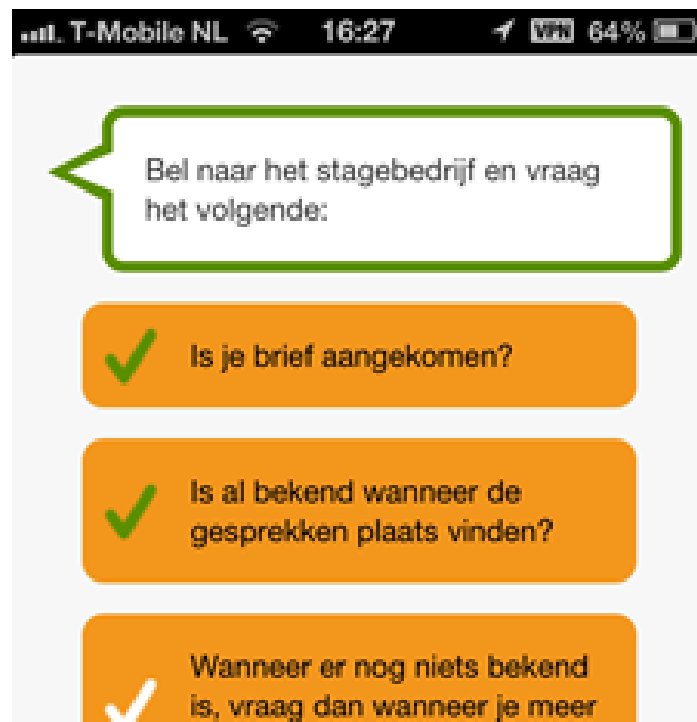 T-Mobile NL 16:27 VPN 64%
Bel naar het stagebedrijf en vraag
het volgende:
Is je brief aangekomen?
Is al bekend wanneer de
gesprekken plaats vinden?
Wanneer er nog niets bekend
is, vraag dan wanneer je meer